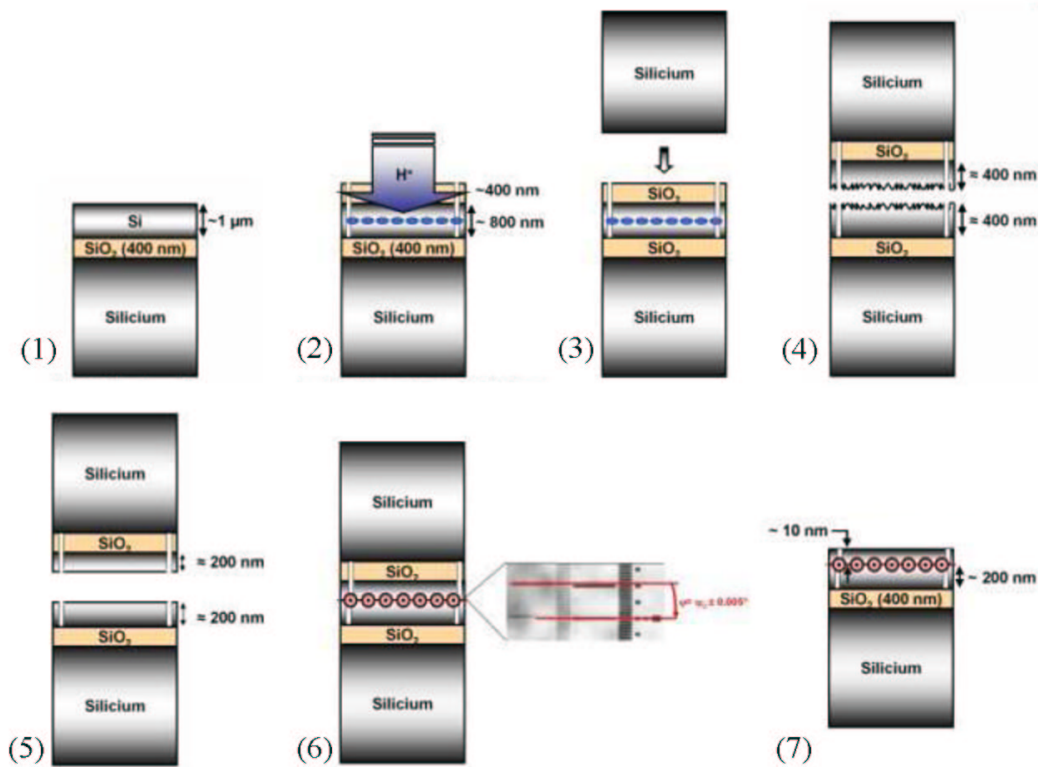 Si
~1 µm
SiO₂ (400 nm)
Silicium
(1)
H⁺
~400 nm
~ 800 nm
SiO₂ (400 nm)
Silicium
(2)
Silicium
SiO₂
SiO₂
Silicium
(3)
Silicium
SiO₂
≈ 400 nm
≈ 400 nm
SiO₂
Silicium
(4)
Silicium
SiO₂
≈ 200 nm
≈ 200 nm
SiO₂
Silicium
(5)
Silicium
SiO₂
± 0.005°
SiO₂
Silicium
(6)
~ 10 nm
~ 200 nm
SiO₂ (400 nm)
Silicium
(7)